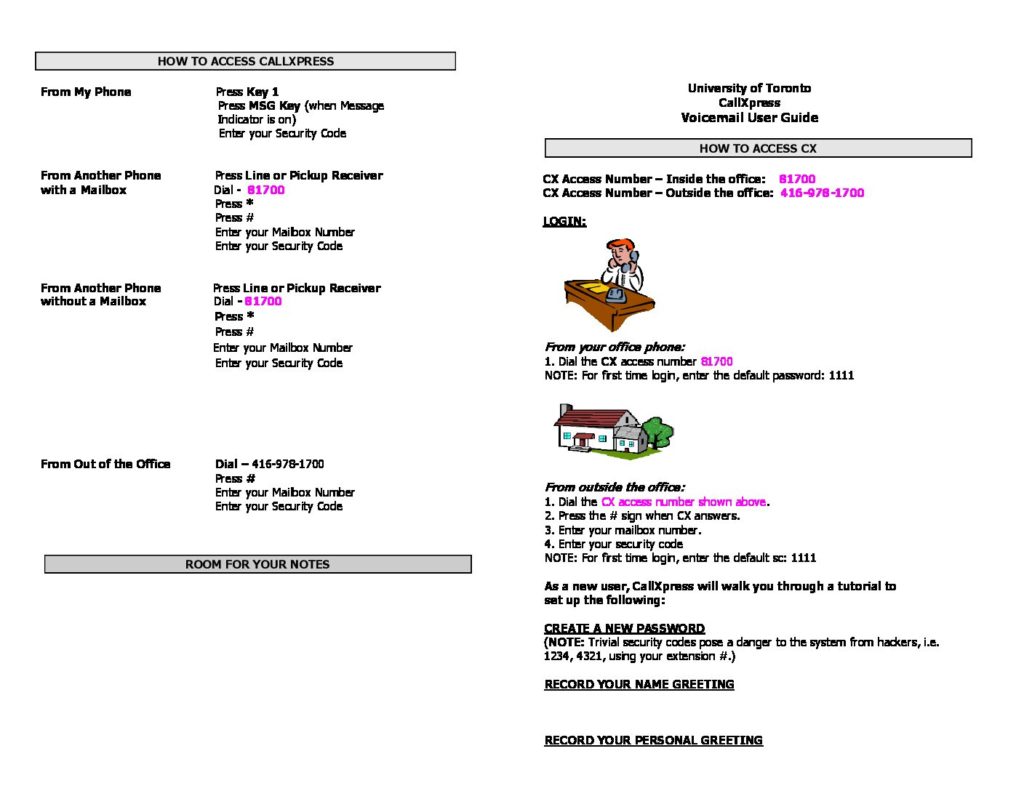 HOW TO ACCESS CALLXPRESS
From My Phone Press Key 1
Press MSG Key (when Message
Indicator is on)
Enter your Security Code
From Another Phone Press Line or Pickup Receiver
with a Mailbox Dial - 81700
Press *
Press #
Enter your Mailbox Number
Enter your Security Code
From Another Phone Press Line or Pickup Receiver
without a Mailbox Dial - 81700
Press *
Press #
Enter your Mailbox Number
Enter your Security Code
From Out of the Office Dial – 416-978-1700
Press #
Enter your Mailbox Number
Enter your Security Code
ROOM FOR YOUR NOTES
University of Toronto
CallXpress
Voicemail User Guide
HOW TO ACCESS CX
CX Access Number – Inside the office: 81700
CX Access Number – Outside the office: 416-978-1700
LOGIN:
From your office phone:
1. Dial the CX access number 81700
NOTE: For first time login, enter the default password: 1111
From outside the office:
1. Dial the CX access number shown above.
2. Press the # sign when CX answers.
3. Enter your mailbox number.
4. Enter your security code
NOTE: For first time login, enter the default sc: 1111
As a new user, CallXpress will walk you through a tutorial to
set up the following:
CREATE A NEW PASSWORD
(NOTE: Trivial security codes pose a danger to the system from hackers, i.e.
1234, 4321, using your extension #.)
RECORD YOUR NAME GREETING
RECORD YOUR PERSONAL GREETING